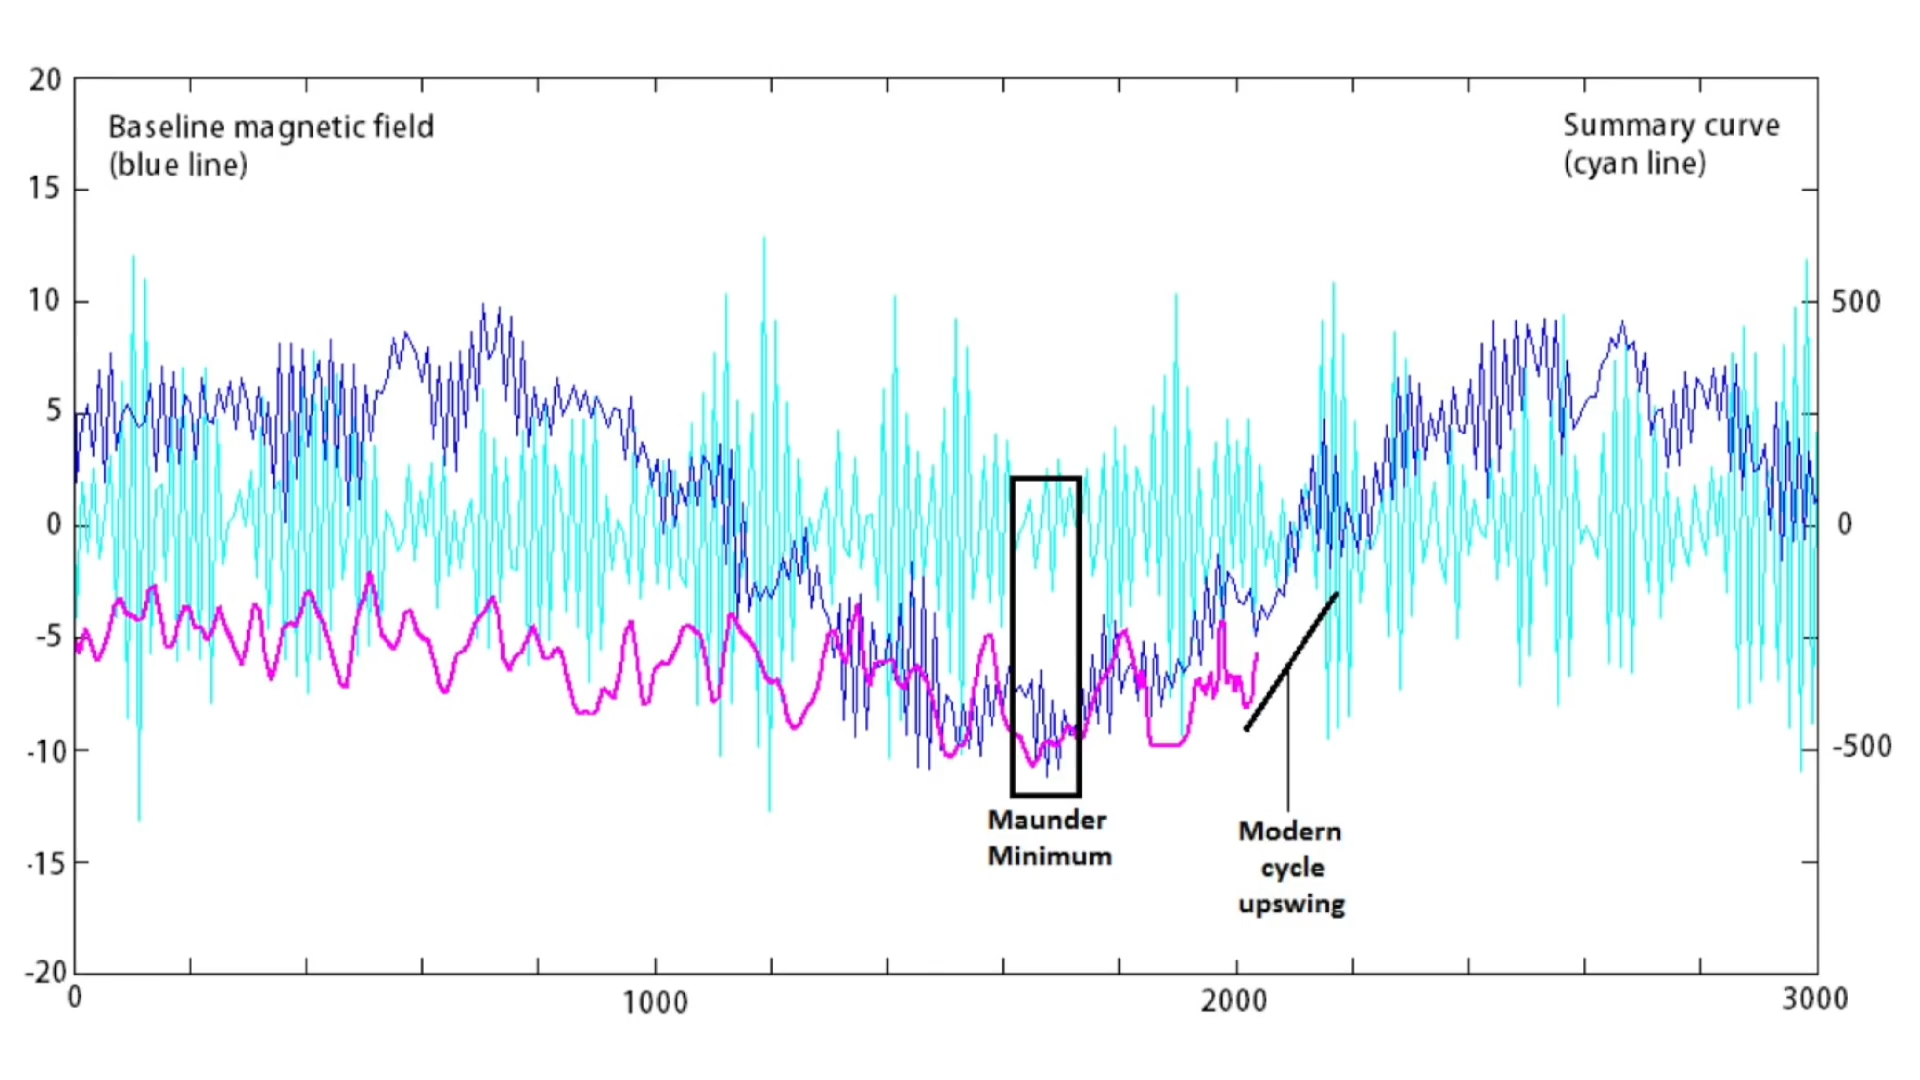 20
Baseline magnetic field
(blue line)
Summary curve
(cyan line)
15
10
500
5
0
0
-5
-10
-500
Maunder
Minimum
Modern
cycle
upswing
-15
-20
0
1000
2000
3000